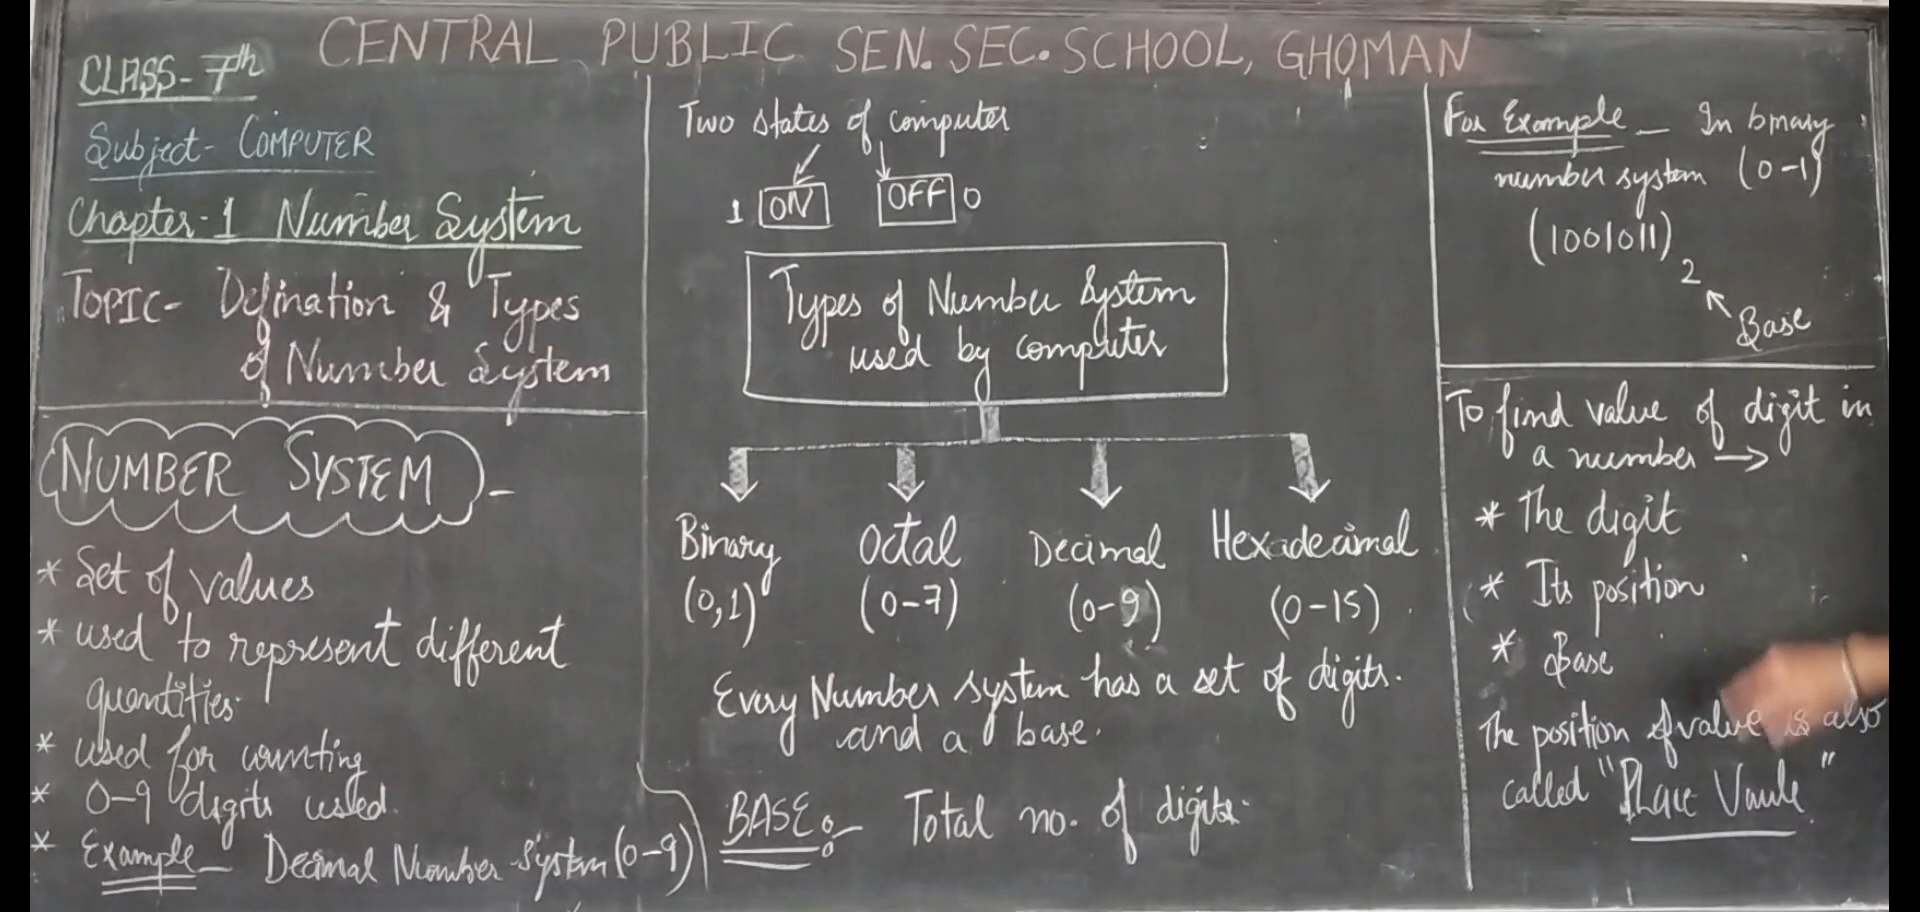 CENTRAL PUBLIC SEN. SEC. SCHOOL, GHOMAN
CLASS- 7th
Subject- COMPUTER
Chapter-1 Number System
TOPIC- Defination & Types
of Number System
NUMBER SYSTEM -
* Set of values
* used to represent different
quantities.
* used for counting
* 0-9 digits used.
* Example - Decimal Number System (0-9)
Two states of computer
1 ON OFF 0
Types of Number System
used by computer
Binary Octal Decimal Hexadecimal
(0,1) (0-7) (0-9) (0-15)
Every Number system has a set of digits.
and a base.
BASE:- Total no. of digits.
For Example - In binary
number system (0-1)
(1001011)2
Base
To find value of digit in
a number →
* The digit
* Its position
* Base
The position of value is also
called "Place Vaule"